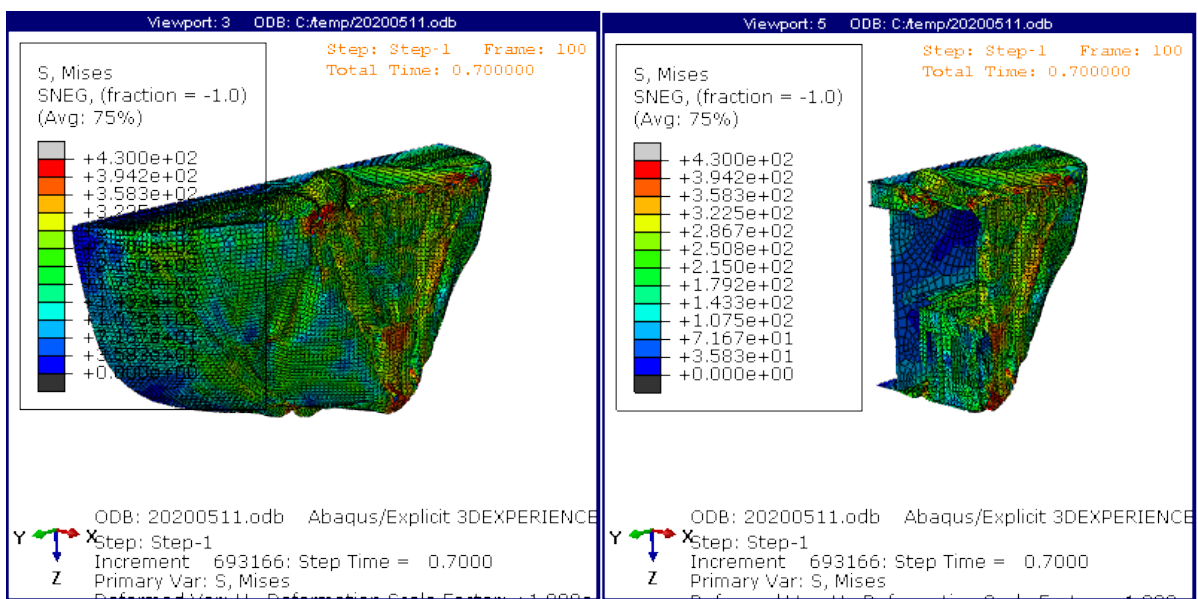 Viewport: 3 ODB: C:/temp/20200511.odb
Step: Step-1 Frame: 100
Total Time: 0.700000
S, Mises
SNEG, (fraction = -1.0)
(Avg: 75%)
+4.300e+02
+3.942e+02
+3.583e+02
+0.000e+00
Y X
Z
ODB: 20200511.odb Abaqus/Explicit 3DEXPERIENCE
Step: Step-1
Increment 693166: Step Time = 0.7000
Primary Var: S, Mises
Viewport: 5 ODB: C:/temp/20200511.odb
Step: Step-1 Frame: 100
Total Time: 0.700000
S, Mises
SNEG, (fraction = -1.0)
(Avg: 75%)
+4.300e+02
+3.942e+02
+3.583e+02
+3.225e+02
+2.867e+02
+2.508e+02
+2.150e+02
+1.792e+02
+1.433e+02
+1.075e+02
+7.167e+01
+3.583e+01
+0.000e+00
Y X
Z
ODB: 20200511.odb Abaqus/Explicit 3DEXPERIENCE
Step: Step-1
Increment 693166: Step Time = 0.7000
Primary Var: S, Mises